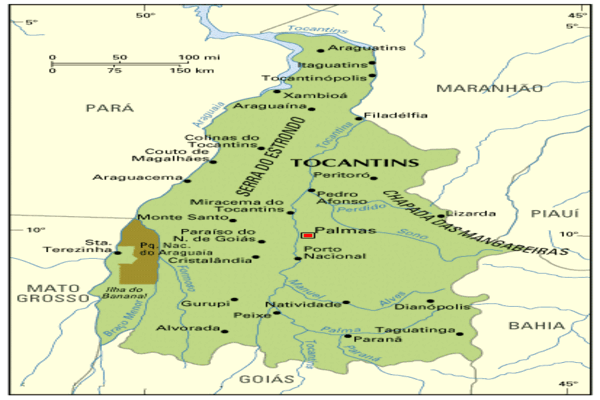 50°
45°
5°
5°
Tocantins
0 50 100 mi
0 75 150 km
Araguatins
Itaguatins
Tocantinópolis
MARANHÃO
Xambioá
PARÁ
Araguaia
Araguaína
Filadélfia
Tocantins
Colinas do
Tocantins
SERRA DO ESTRONDO
Couto de
Magalhães
TOCANTINS
Peritoró
Araguacema
Pedro
Afonso
CHAPADA DAS MANGABEIRAS
Miracema do
Tocantins
Perdido
Lizarda
PIAUÍ
Monte Santo
10°
10°
Palmas
Sono
Paraíso do
N. de Goiás
Sta.
Terezinha
Pq. Nac.
do Araguaia
Porto
Nacional
Cristalândia
Formoso
MATO
GROSSO
Ilha do
Bananal
Manuel
Alves
Gurupi
Natividade
Dianópolis
Braço Menor
Peixe
Alvorada
Palma
Taguatinga
BAHIA
Paraná
Paraná
Tocantins
GOIÁS
45°